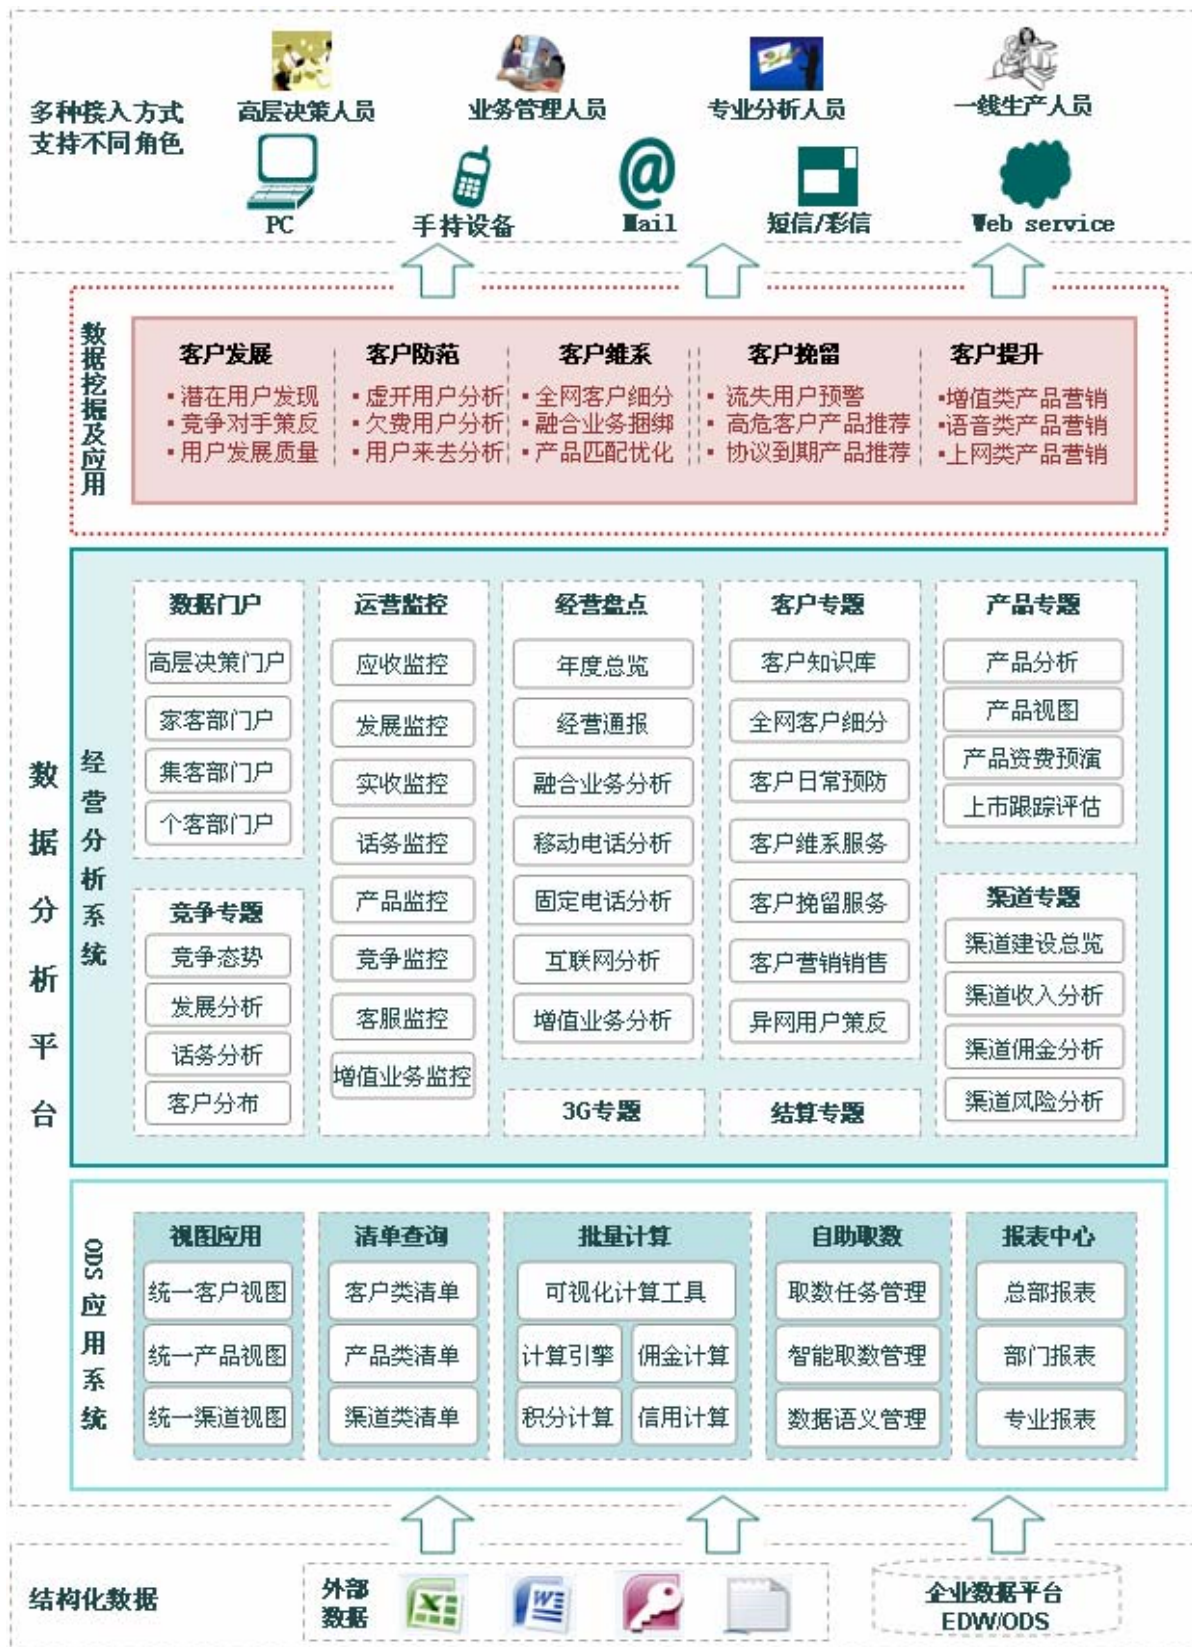 多种接入方式
支持不同角色
高层决策人员
业务管理人员
专业分析人员
一线生产人员
PC
手持设备
Mail
短信/彩信
Web service
数据分析平台
数据挖掘及应用
客户发展
▪潜在用户发现
▪竞争对手策反
▪用户发展质量
客户防范
▪虚开用户分析
▪欠费用户分析
▪用户来去分析
客户维系
▪全网客户细分
▪融合业务捆绑
▪产品匹配优化
客户挽留
▪流失用户预警
▪高危客户产品推荐
▪协议到期产品推荐
客户提升
▪增值类产品营销
▪语音类产品营销
▪上网类产品营销
经营分析系统
数据门户
高层决策门户
家客部门户
集客部门户
个客部门户
竞争专题
竞争态势
发展分析
话务分析
客户分布
运营监控
应收监控
发展监控
实收监控
话务监控
产品监控
竞争监控
客服监控
增值业务监控
经营盘点
年度总览
经营通报
融合业务分析
移动电话分析
固定电话分析
互联网分析
增值业务分析
3G专题
客户专题
客户知识库
全网客户细分
客户日常预防
客户维系服务
客户挽留服务
客户营销销售
异网用户策反
结算专题
产品专题
产品分析
产品视图
产品资费预演
上市跟踪评估
渠道专题
渠道建设总览
渠道收入分析
渠道佣金分析
渠道风险分析
ODS应用系统
视图应用
统一客户视图
统一产品视图
统一渠道视图
清单查询
客户类清单
产品类清单
渠道类清单
批量计算
可视化计算工具
计算引擎
佣金计算
积分计算
信用计算
自助取数
取数任务管理
智能取数管理
数据语义管理
报表中心
总部报表
部门报表
专业报表
结构化数据
外部
数据
企业数据平台
EDW/ODS